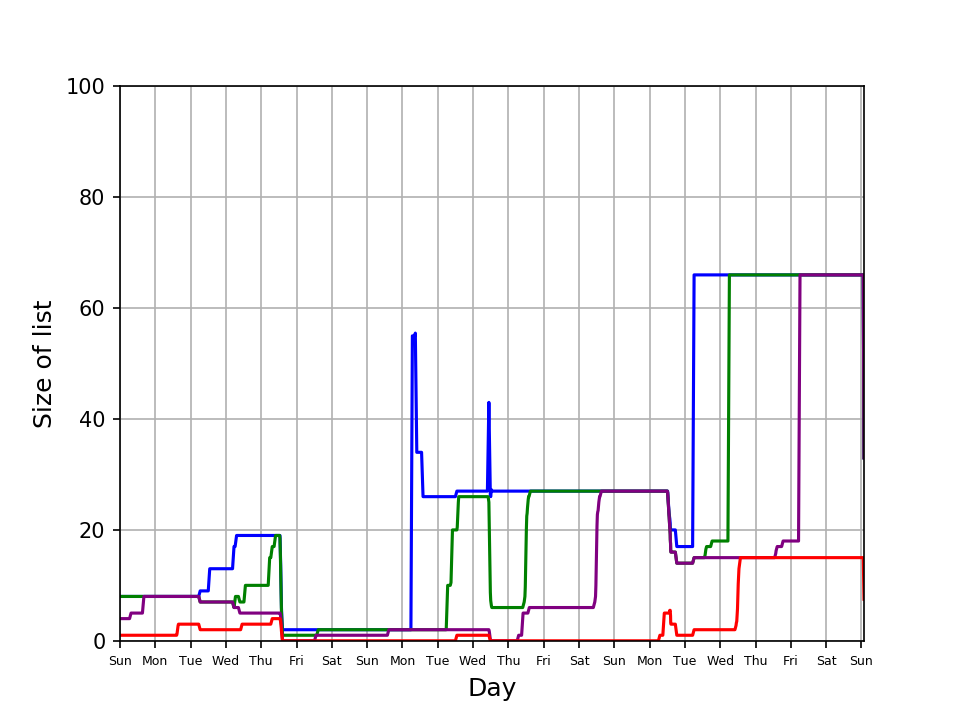 100
80
60
40
20
0
Size of list
Sun Mon Tue Wed Thu Fri Sat Sun Mon Tue Wed Thu Fri Sat Sun Mon Tue Wed Thu Fri Sat Sun
Day